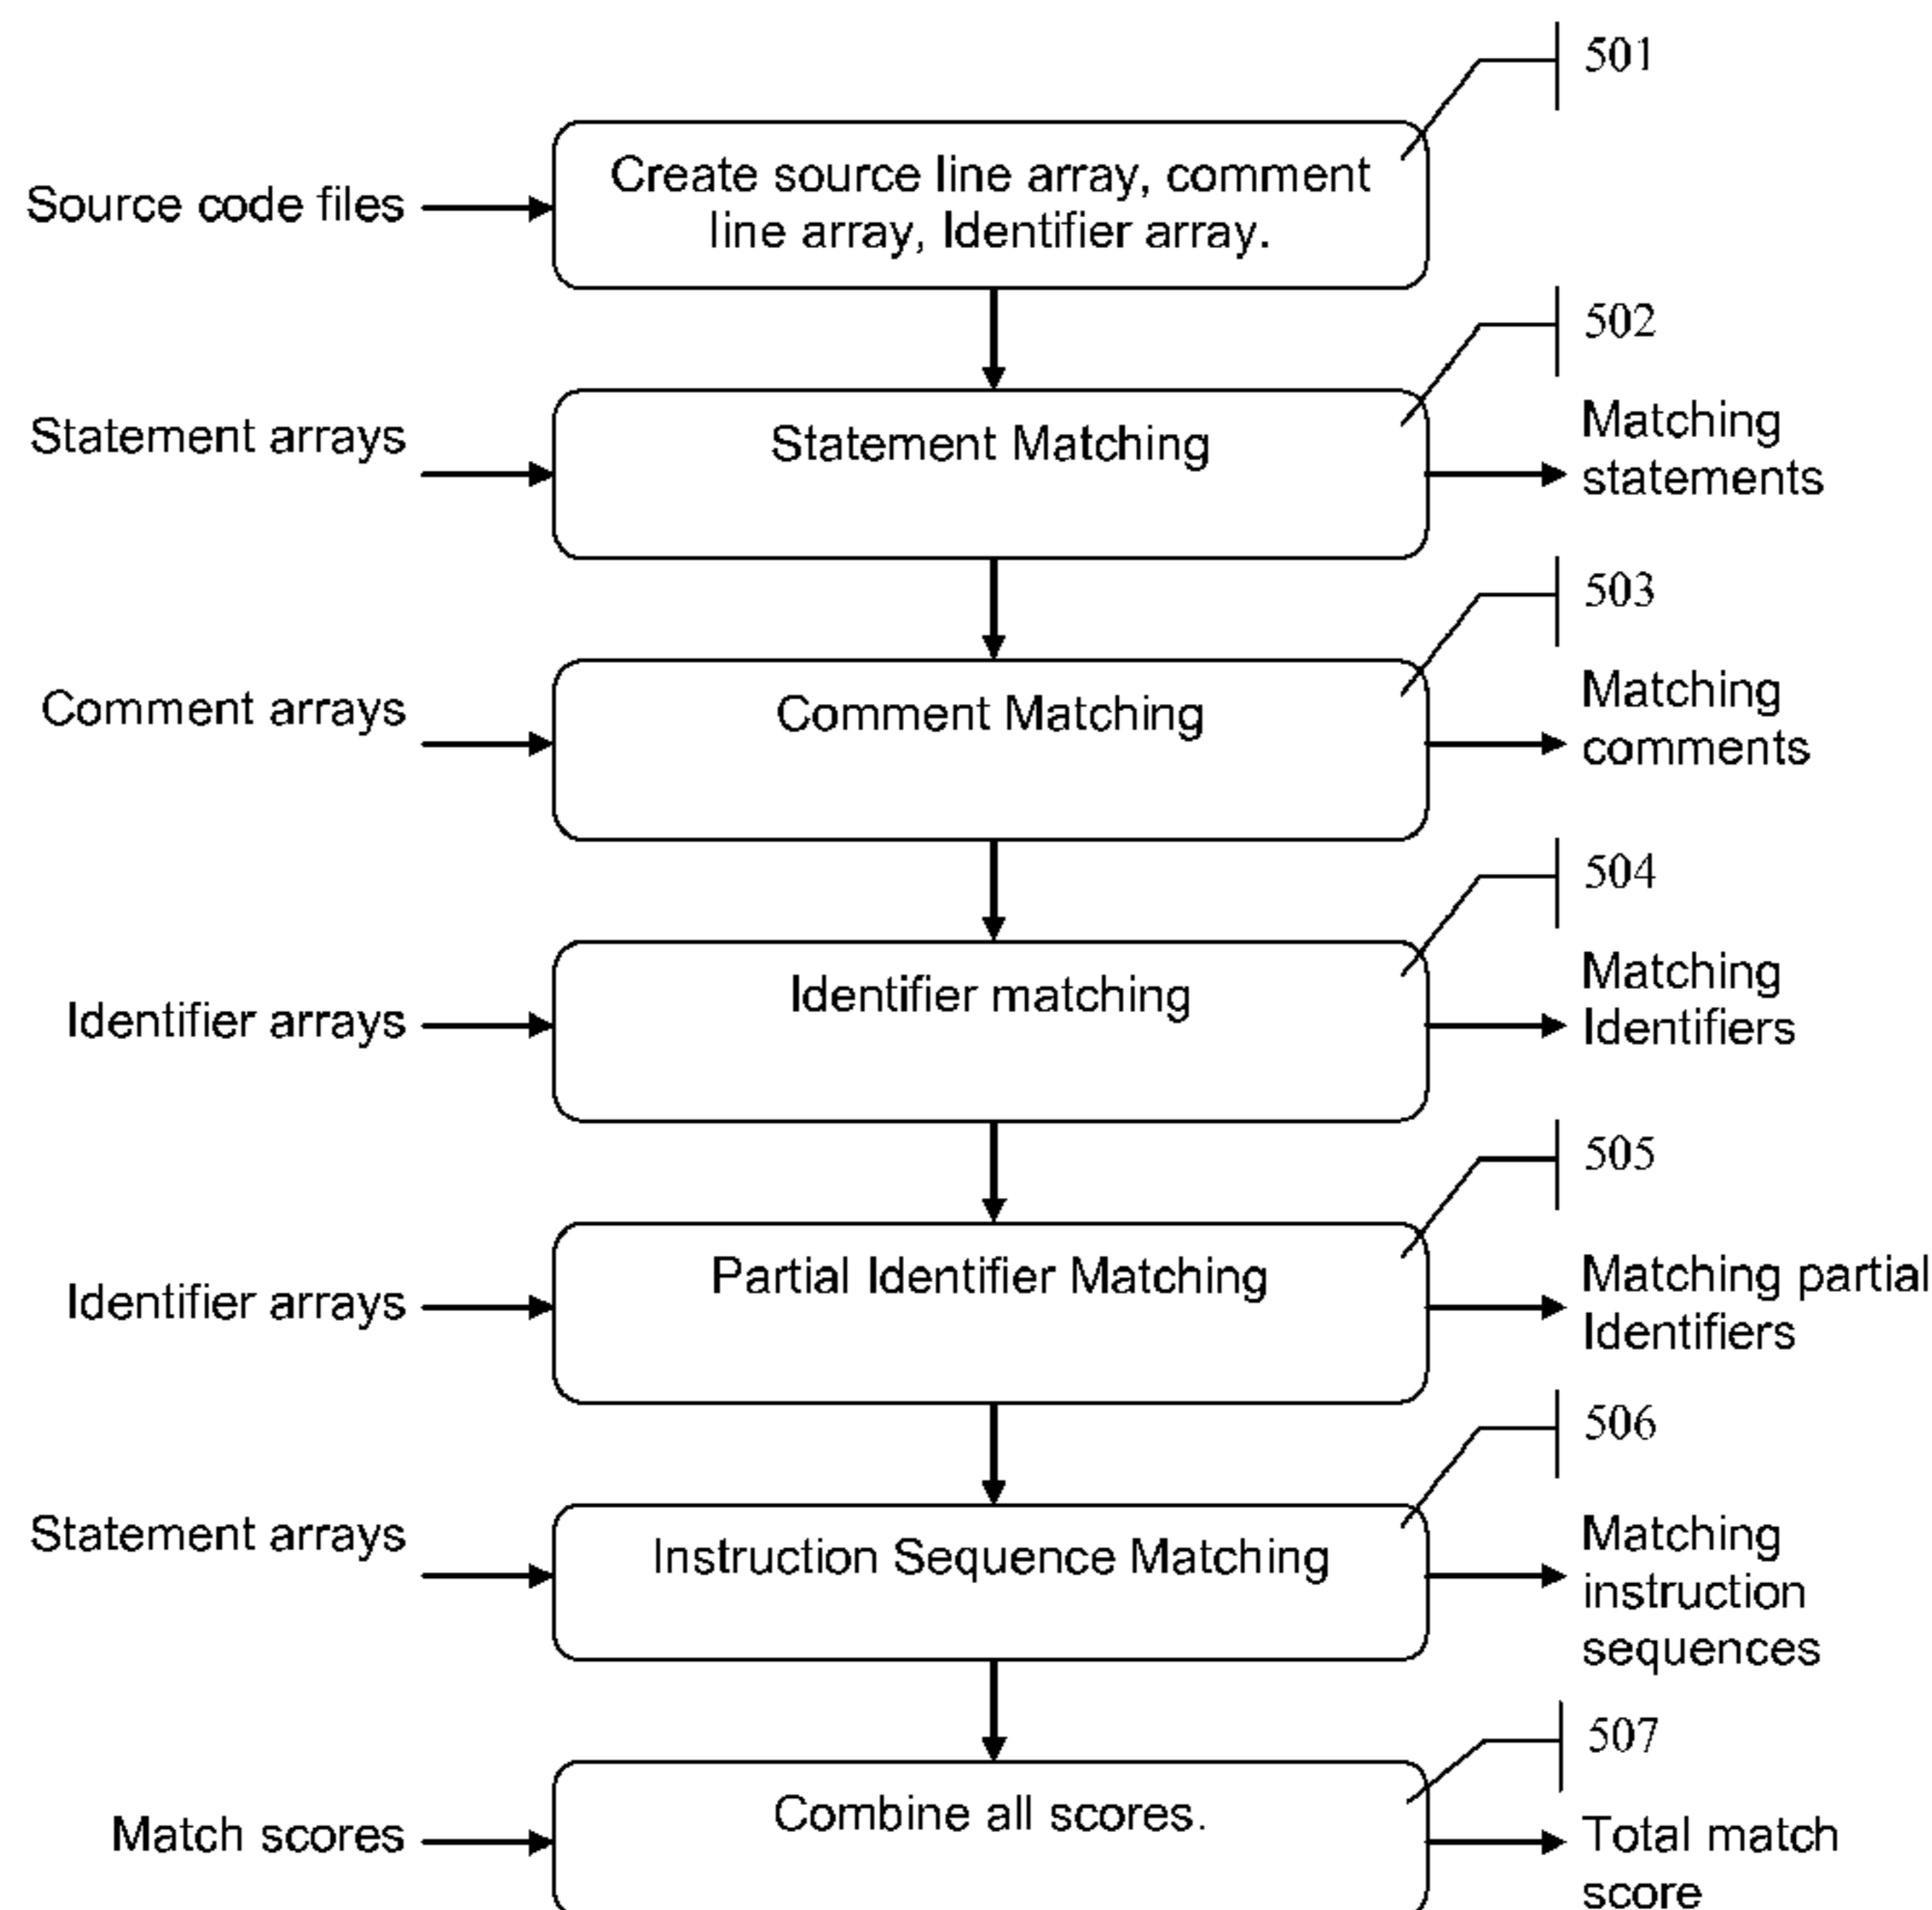 501
Source code files
Create source line array, comment
line array, Identifier array.
502
Statement arrays
Statement Matching
Matching
statements
503
Comment arrays
Comment Matching
Matching
comments
504
Identifier arrays
Identifier matching
Matching
Identifiers
505
Identifier arrays
Partial Identifier Matching
Matching partial
Identifiers
506
Statement arrays
Instruction Sequence Matching
Matching
instruction
sequences
507
Match scores
Combine all scores.
Total match
score